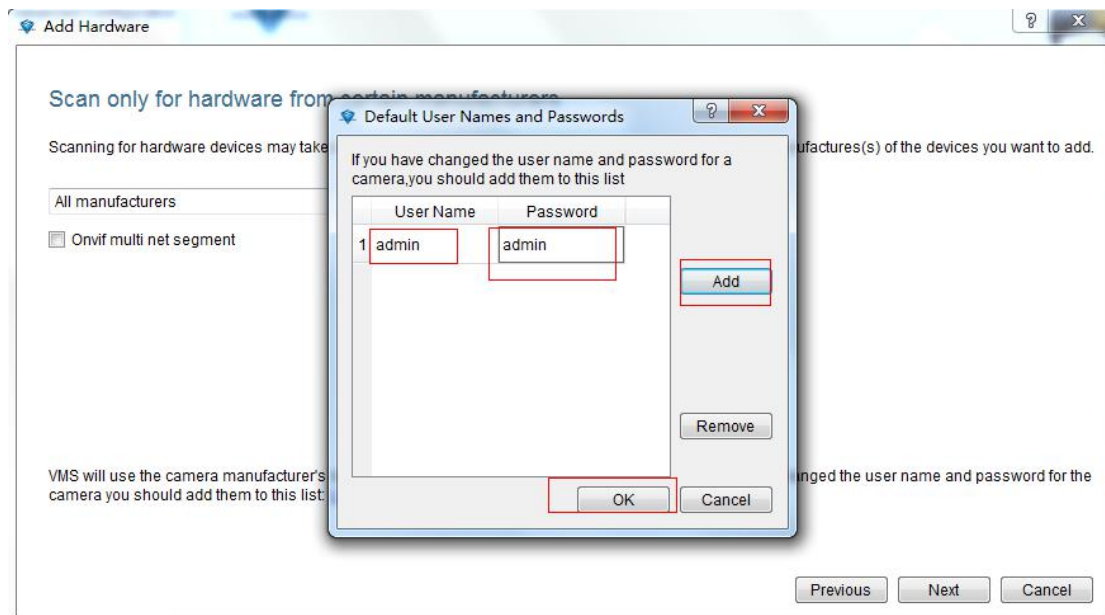 Add Hardware
Scan only for hardware from certain manufacturers
Scanning for hardware devices may take
ufactures(s) of the devices you want to add.
All manufacturers
Onvif multi net segment
Default User Names and Passwords
If you have changed the user name and password for a
camera,you should add them to this list
User Name Password
1 admin admin
Add
Remove
OK Cancel
VMS will use the camera manufacturer's
anged the user name and password for the
camera you should add them to this list:
Previous Next Cancel